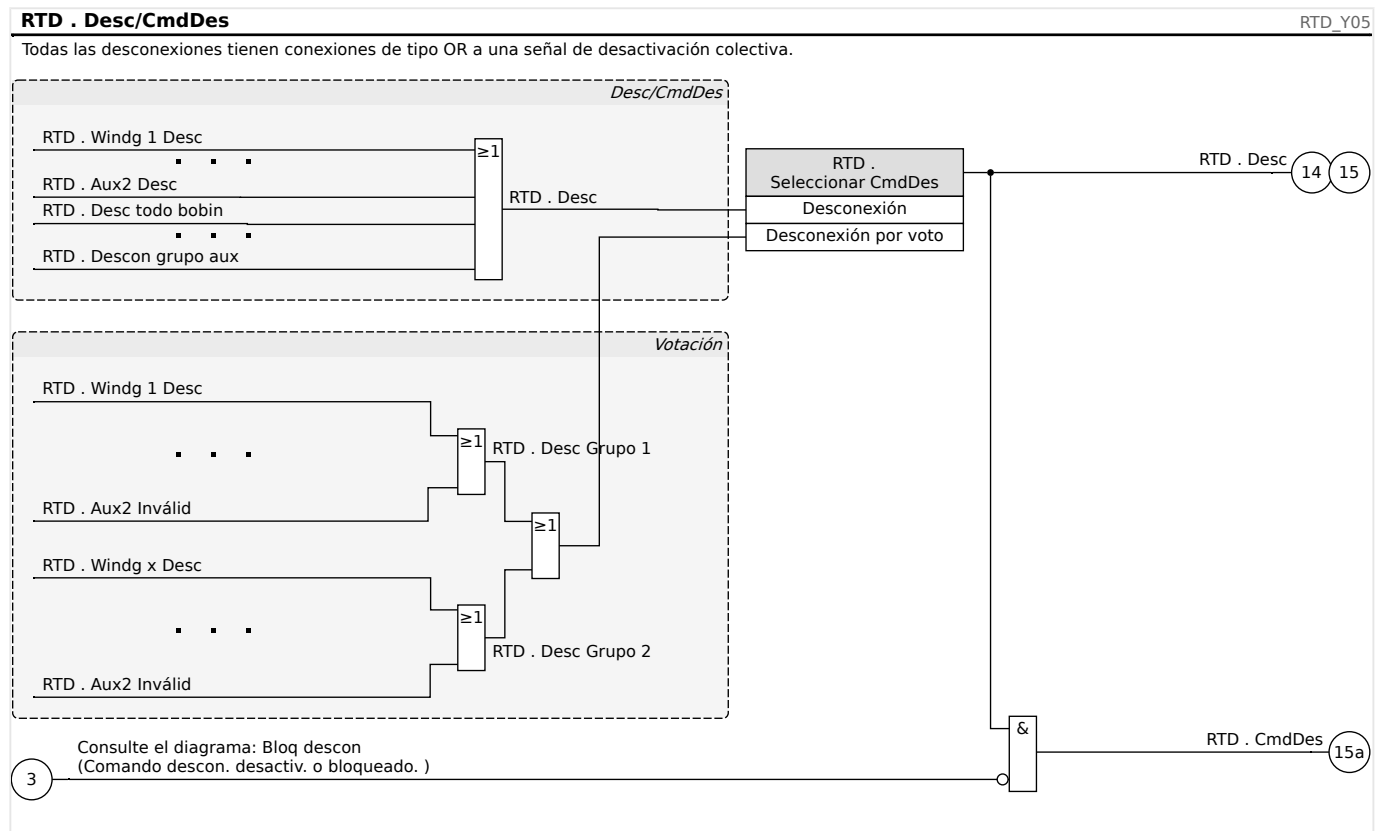 RTD . Desc/CmdDes
RTD_Y05
Todas las desconexiones tienen conexiones de tipo OR a una señal de desactivación colectiva.
Desc/CmdDes
RTD . Windg 1 Desc
≥1
RTD . Aux2 Desc
RTD . Desc todo bobin
RTD . Descon grupo aux
RTD . Desc
RTD .
Seleccionar CmdDes
Desconexión
Desconexión por voto
RTD . Desc
14
15
Votación
RTD . Windg 1 Desc
≥1
RTD . Desc Grupo 1
RTD . Aux2 Inválid
≥1
RTD . Windg x Desc
≥1
RTD . Desc Grupo 2
RTD . Aux2 Inválid
Consulte el diagrama: Bloq descon
(Comando descon. desactiv. o bloqueado. )
3
&
RTD . CmdDes
15a